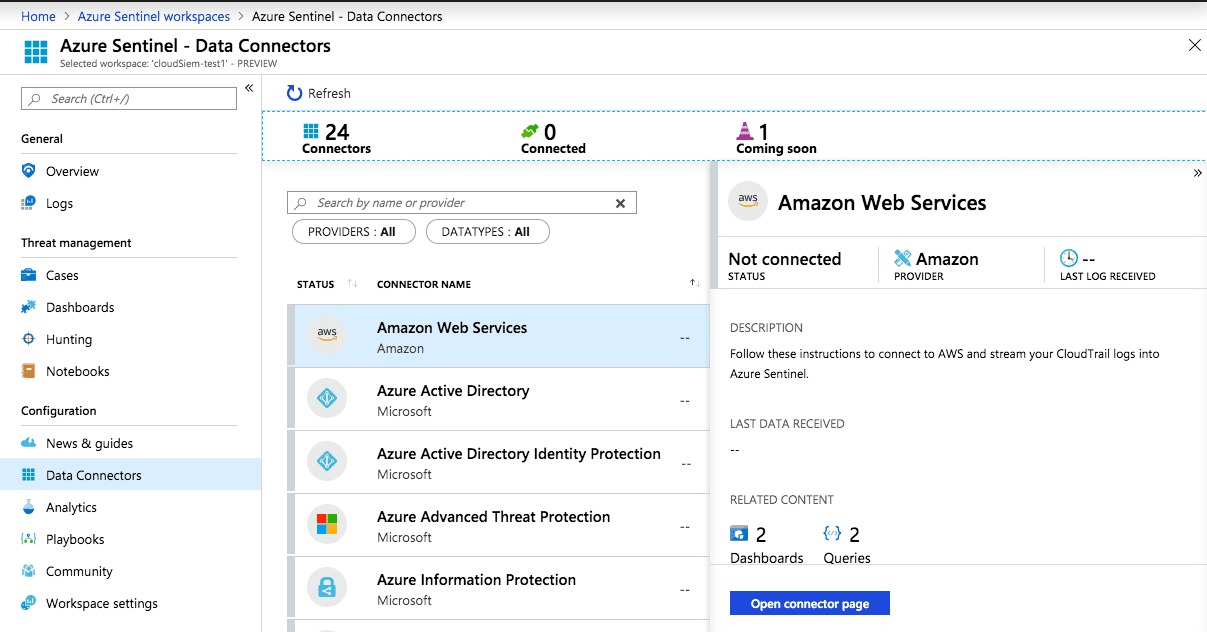 Home > Azure Sentinel workspaces > Azure Sentinel - Data Connectors
Azure Sentinel - Data Connectors
Selected workspace: 'cloudSiem-test1' - PREVIEW
Search (Ctrl+/)
General
Overview
Logs
Threat management
Cases
Dashboards
Hunting
Notebooks
Configuration
News & guides
Data Connectors
Analytics
Playbooks
Community
Workspace settings
Refresh
24
Connectors
0
Connected
1
Coming soon
Search by name or provider
PROVIDERS : All
DATATYPES : All
STATUS
CONNECTOR NAME
aws
Amazon Web Services
Amazon
--
Azure Active Directory
Microsoft
--
Azure Active Directory Identity Protection
Microsoft
--
Azure Advanced Threat Protection
Microsoft
--
Azure Information Protection
Microsoft
--
aws
Amazon Web Services
Not connected
STATUS
Amazon
PROVIDER
--
LAST LOG RECEIVED
DESCRIPTION
Follow these instructions to connect to AWS and stream your CloudTrail logs into
Azure Sentinel.
LAST DATA RECEIVED
--
RELATED CONTENT
2
Dashboards
2
Queries
Open connector page